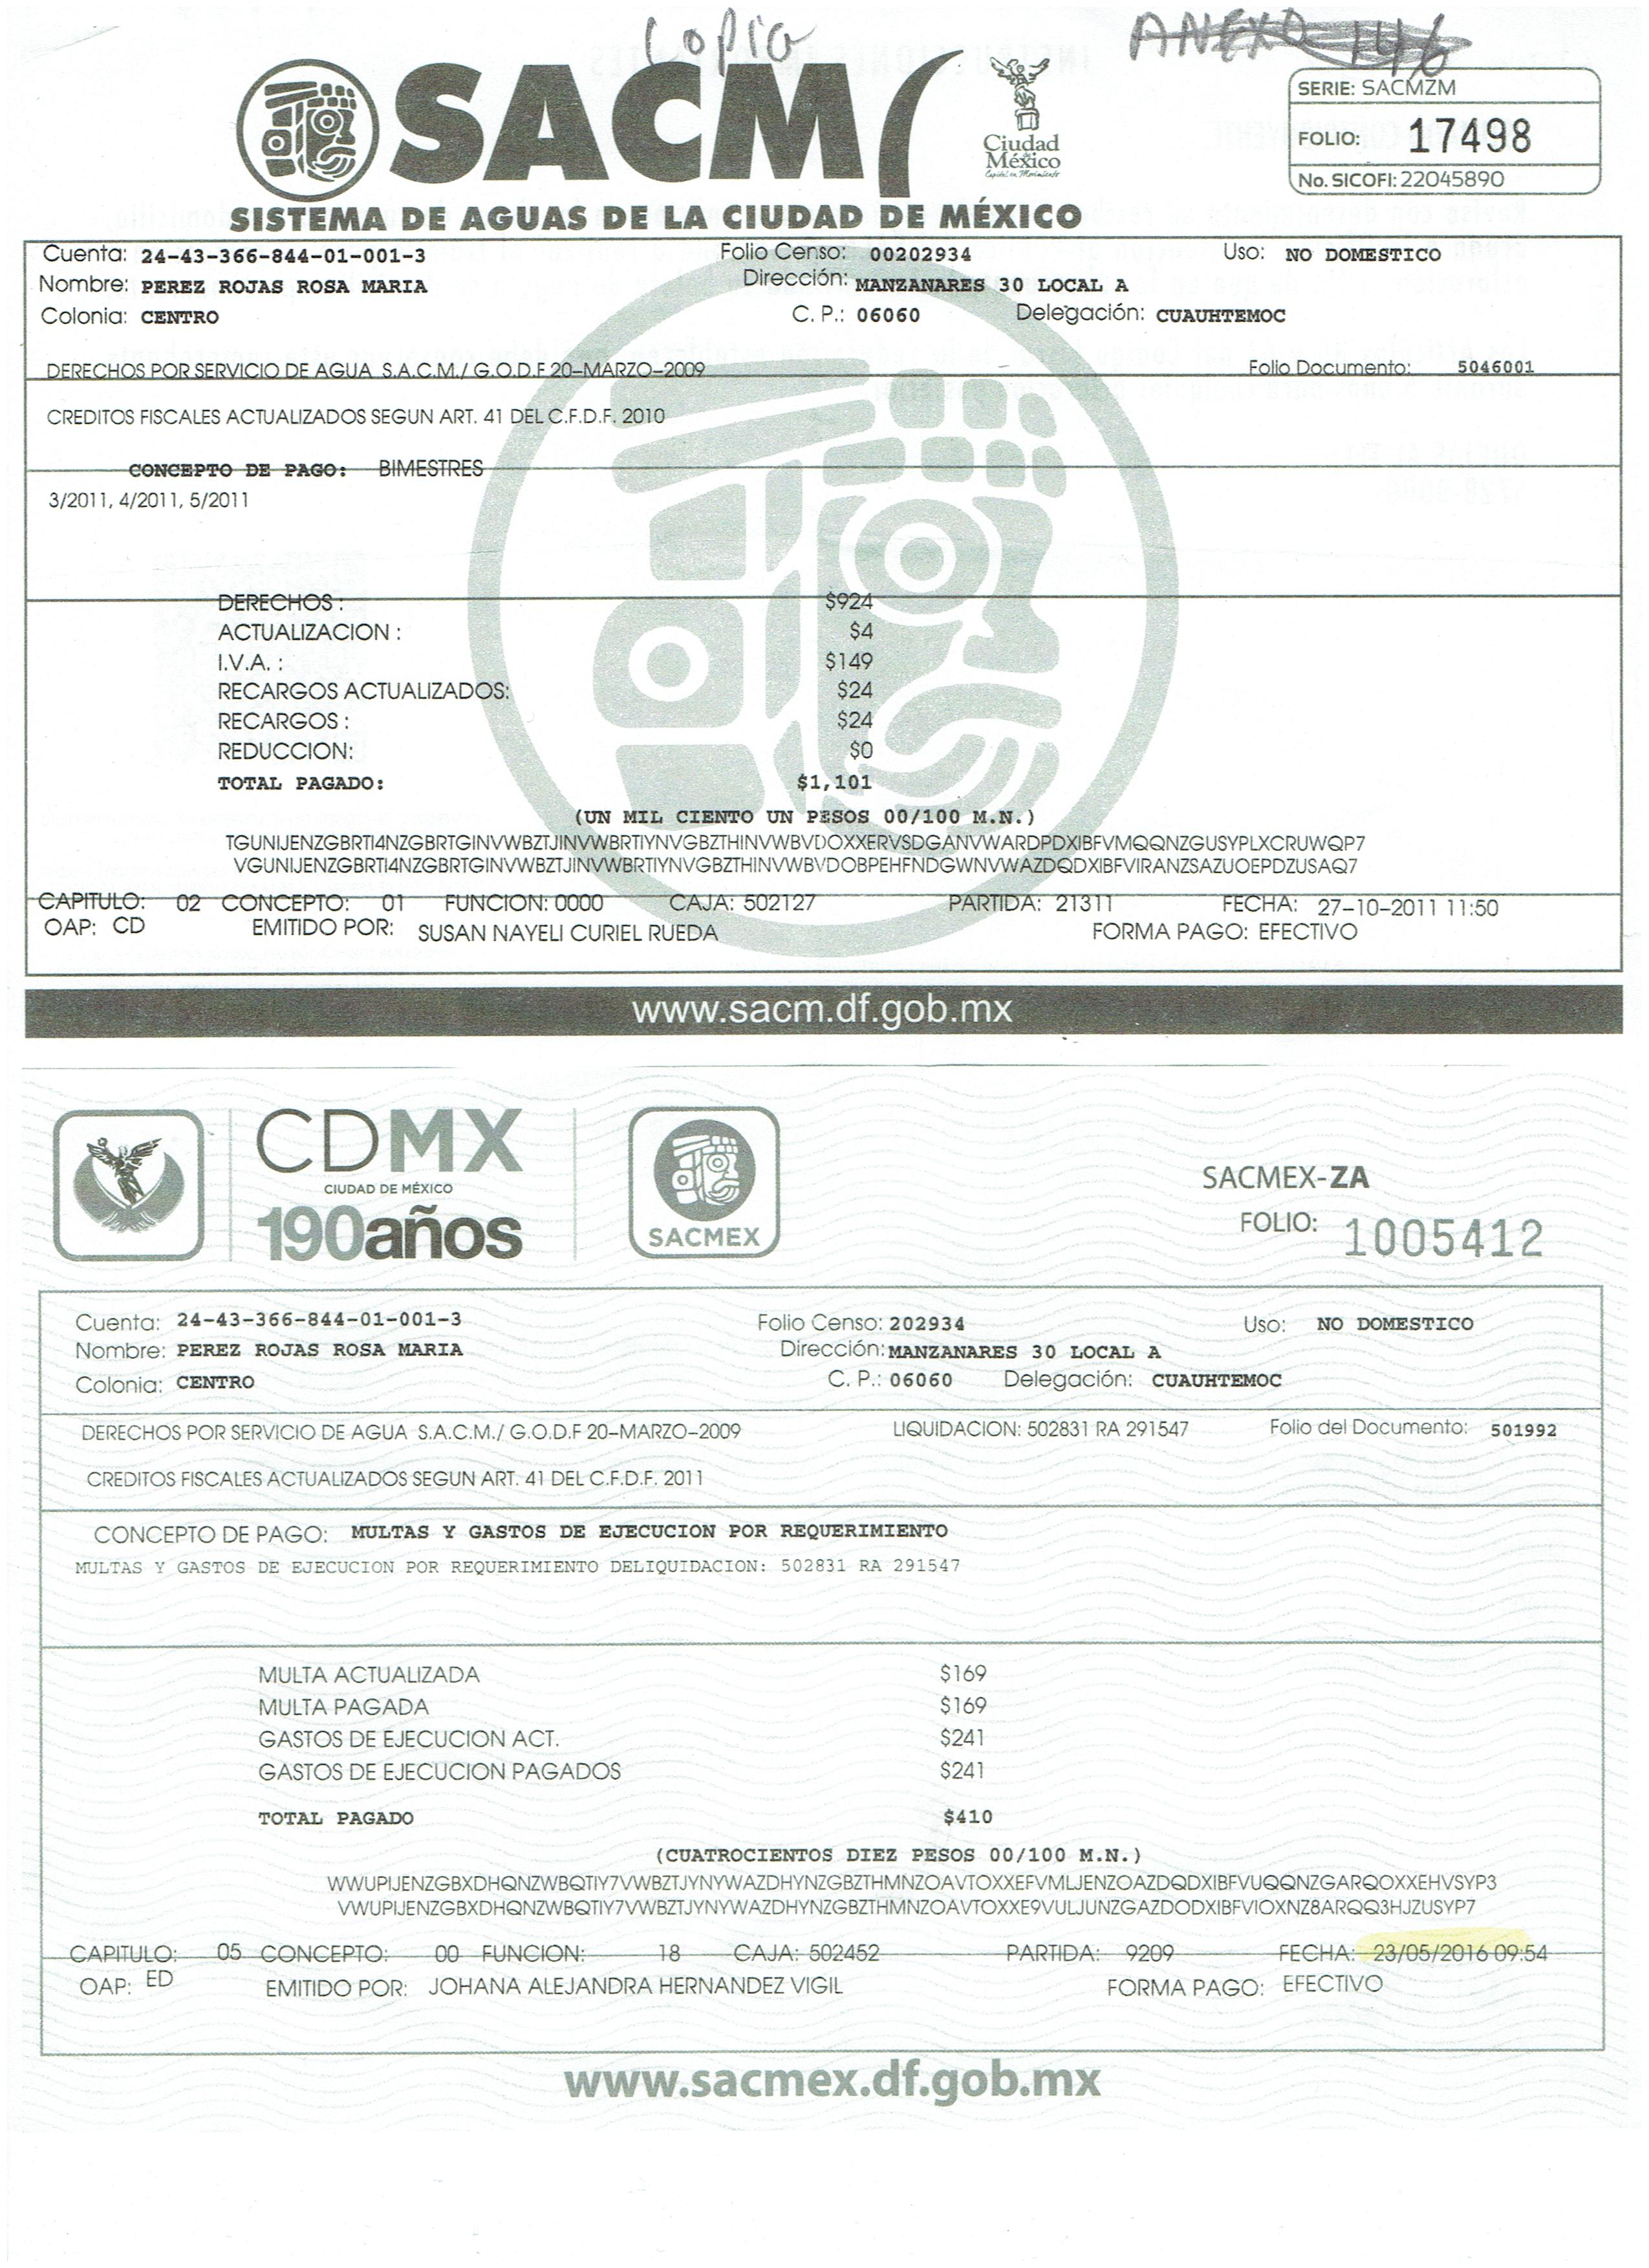 copia
ANEXO 146
SACM
Ciudad
de
México
Capital en Movimiento
SISTEMA DE AGUAS DE LA CIUDAD DE MÉXICO
SERIE: SACMZM
FOLIO: 17498
No. SICOFI: 22045890
Cuenta: 24-43-366-844-01-001-3 Folio Censo: 00202934 Uso: NO DOMESTICO
Nombre: PEREZ ROJAS ROSA MARIA Dirección: MANZANARES 30 LOCAL A
Colonia: CENTRO C. P.: 06060 Delegación: CUAUHTEMOC
DERECHOS POR SERVICIO DE AGUA S.A.C.M./ G.O.D.F 20-MARZO-2009 Folio Documento: 5046001
CREDITOS FISCALES ACTUALIZADOS SEGUN ART. 41 DEL C.F.D.F. 2010
CONCEPTO DE PAGO: BIMESTRES
3/2011, 4/2011, 5/2011
DERECHOS : $924
ACTUALIZACION : $4
I.V.A. : $149
RECARGOS ACTUALIZADOS: $24
RECARGOS : $24
REDUCCION: $0
TOTAL PAGADO: $1,101
(UN MIL CIENTO UN PESOS 00/100 M.N.)
TGUNIJENZGBRTI4NZGBRTGINVWBZTJINVWBRTIYNVGBZTHINVWBVDOXXERVSDGANVWARDPDXIBFVMQQNZGUSYPLXCRUWQP7
VGUNIJENZGBRTI4NZGBRTGINVWBZTJINVWBRTIYNVGBZTHINVWBVDOBPEHFNDGWNVWAZDQDXIBFVIRANZSAZUOEPDZUSAQ7
CAPITULO: 02 CONCEPTO: 01 FUNCION: 0000 CAJA: 502127 PARTIDA: 21311 FECHA: 27-10-2011 11:50
OAP: CD EMITIDO POR: SUSAN NAYELI CURIEL RUEDA FORMA PAGO: EFECTIVO
www.sacm.df.gob.mx
CDMX
CIUDAD DE MÉXICO
190años
SACMEX
SACMEX-ZA
FOLIO: 1005412
Cuenta: 24-43-366-844-01-001-3 Folio Censo: 202934 Uso: NO DOMESTICO
Nombre: PEREZ ROJAS ROSA MARIA Dirección: MANZANARES 30 LOCAL A
Colonia: CENTRO C. P.: 06060 Delegación: CUAUHTEMOC
DERECHOS POR SERVICIO DE AGUA S.A.C.M./ G.O.D.F 20-MARZO-2009 LIQUIDACION: 502831 RA 291547 Folio del Documento: 501992
CREDITOS FISCALES ACTUALIZADOS SEGUN ART. 41 DEL C.F.D.F. 2011
CONCEPTO DE PAGO: MULTAS Y GASTOS DE EJECUCION POR REQUERIMIENTO
MULTAS Y GASTOS DE EJECUCION POR REQUERIMIENTO DELIQUIDACION: 502831 RA 291547
MULTA ACTUALIZADA $169
MULTA PAGADA $169
GASTOS DE EJECUCION ACT. $241
GASTOS DE EJECUCION PAGADOS $241
TOTAL PAGADO $410
(CUATROCIENTOS DIEZ PESOS 00/100 M.N.)
WWUPIJENZGBXDHQNZWBQTIY7VWBZTJYNYWAZDHYNZGBZTHMNZOAVTOXXEFVMLJENZOAZDQDXIBFVUQQNZGARQOXXEHVSYP3
VWUPIJENZGBXDHQNZWBQTIY7VWBZTJYNYWAZDHYNZGBZTHMNZOAVTOXXE9VULJUNZGAZDODXIBFVIOXNZ8ARQQ3HJZUSYP7
CAPITULO: 05 CONCEPTO: 00 FUNCION: 18 CAJA: 502452 PARTIDA: 9209 FECHA: 23/05/2016 09:54
OAP: ED EMITIDO POR: JOHANA ALEJANDRA HERNANDEZ VIGIL FORMA PAGO: EFECTIVO
www.sacmex.df.gob.mx